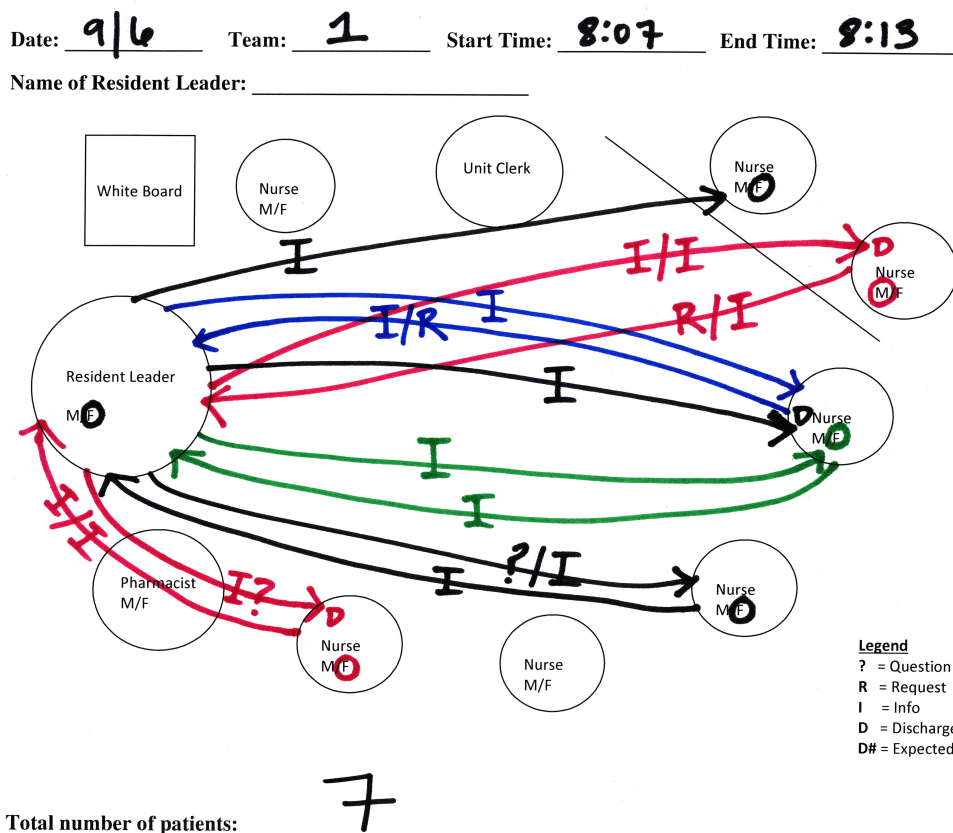 Date: 9/6 Team: 1 Start Time: 8:07 End Time: 8:13
Name of Resident Leader:
White Board
Nurse
M/F
Unit Clerk
Nurse
M/F
I
I/I
D
Nurse
M/F
R/I
I
I/R
Resident Leader
M/F
I
D
Nurse
M/F
I
I
?/I
I
Nurse
M/F
I/I
Pharmacist
M/F
I?
D
Nurse
M/F
Nurse
M/F
Legend
? = Question
R = Request
I = Info
D = Discharge
D# = Expected
Total number of patients: 7